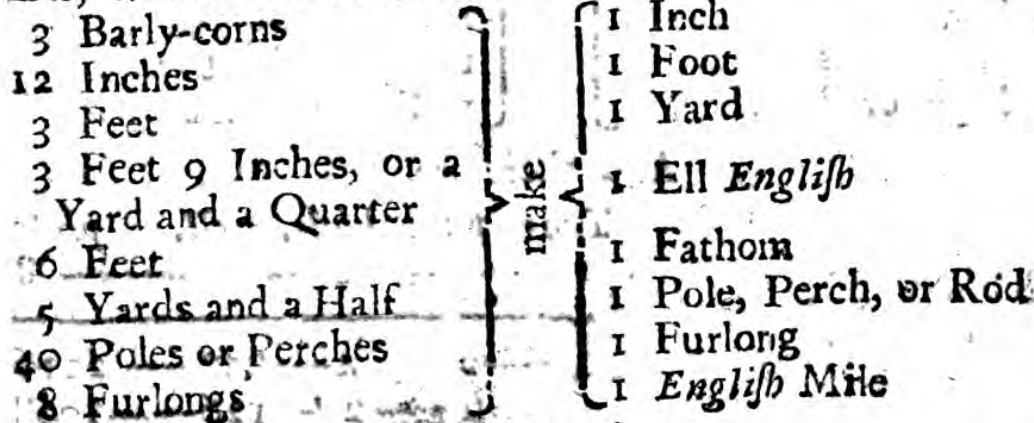 3 Barly-corns
12 Inches
3 Feet
3 Feet 9 Inches, or a
Yard and a Quarter
6 Feet
5 Yards and a Half
40 Poles or Perches
8 Furlongs
make
1 Inch
1 Foot
1 Yard
1 Ell Engliſh
1 Fathom
1 Pole, Perch, or Rod
1 Furlong
1 Engliſh Mile